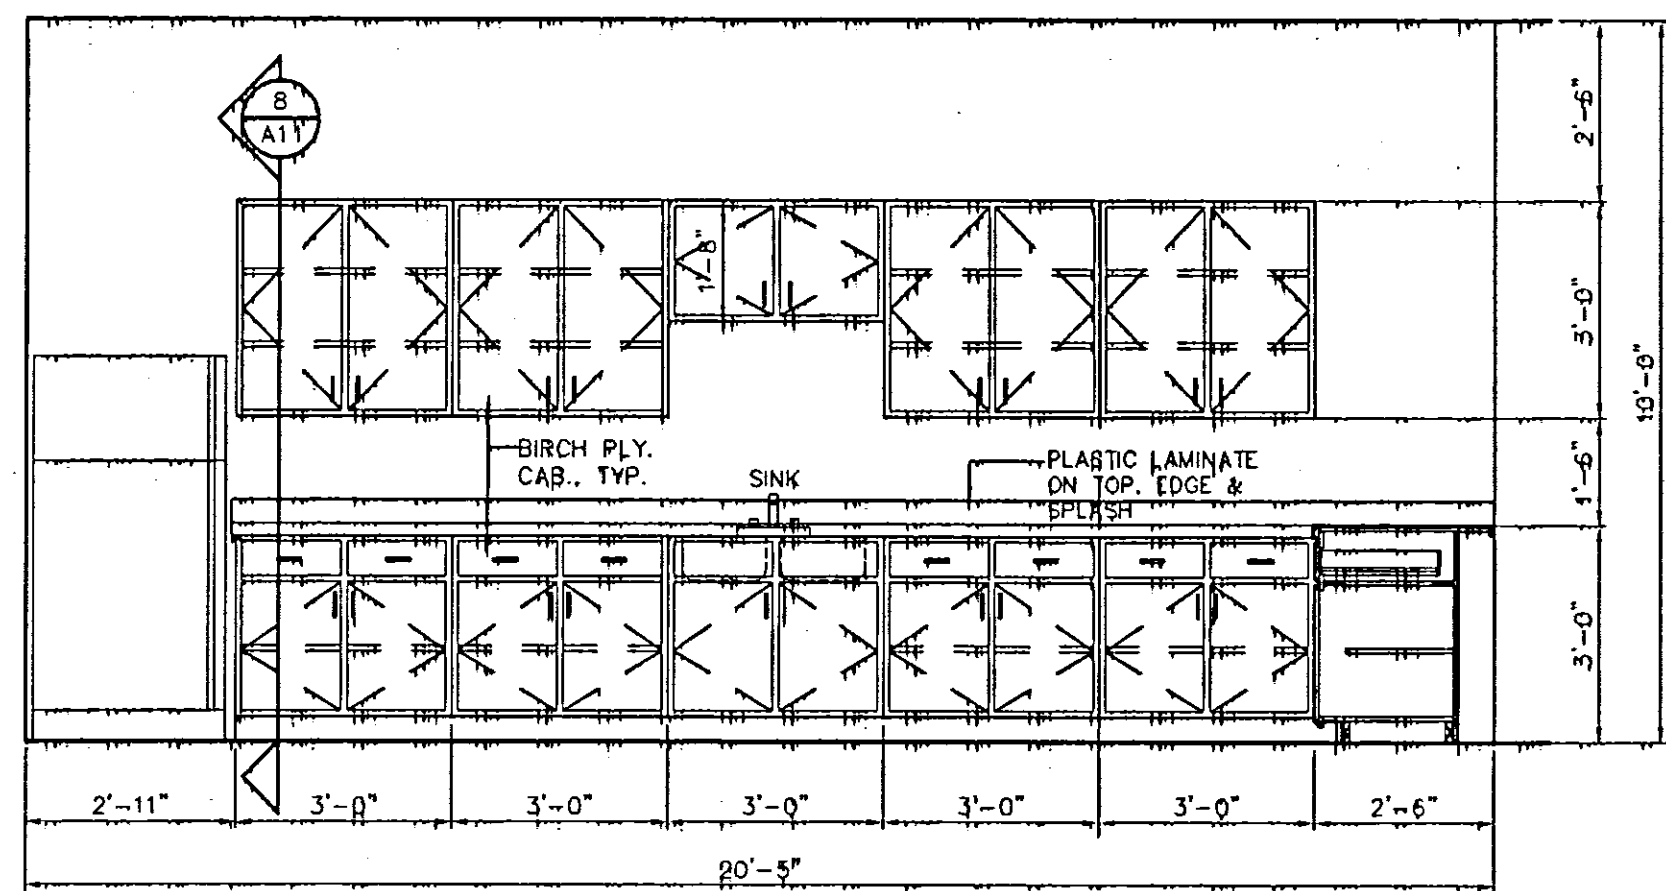 8
A11
2'-6"
1'-8"
3'-0"
10'-0"
BIRCH PLY.
CAB., TYP.
SINK
PLASTIC LAMINATE
ON TOP, EDGE &
SPLASH
1'-6"
3'-0"
2'-11"
3'-0"
3'-0"
3'-0"
3'-0"
3'-0"
2'-6"
20'-5"